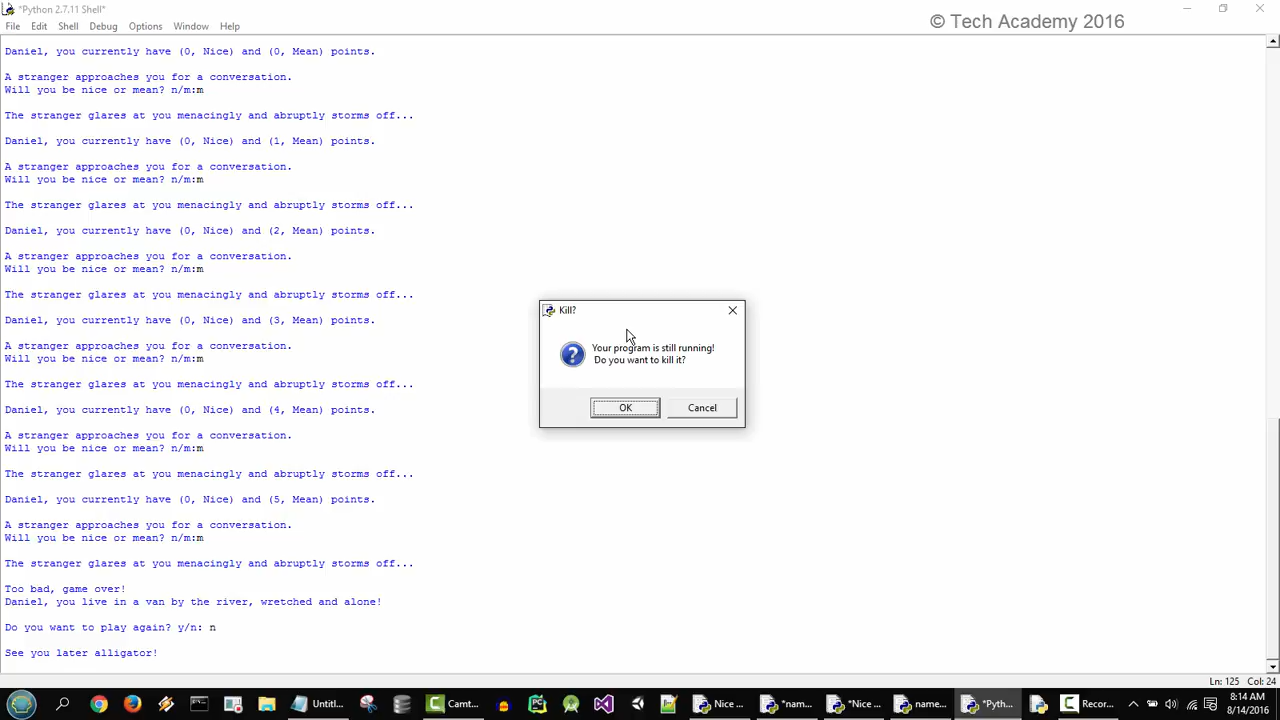 *Python 2.7.11 Shell*
File Edit Shell Debug Options Window Help
© Tech Academy 2016
Daniel, you currently have (0, Nice) and (0, Mean) points.
A stranger approaches you for a conversation.
Will you be nice or mean? n/m:m
The stranger glares at you menacingly and abruptly storms off...
Daniel, you currently have (0, Nice) and (1, Mean) points.
A stranger approaches you for a conversation.
Will you be nice or mean? n/m:m
The stranger glares at you menacingly and abruptly storms off...
Daniel, you currently have (0, Nice) and (2, Mean) points.
A stranger approaches you for a conversation.
Will you be nice or mean? n/m:m
The stranger glares at you menacingly and abruptly storms off...
Daniel, you currently have (0, Nice) and (3, Mean) points.
A stranger approaches you for a conversation.
Will you be nice or mean? n/m:m
The stranger glares at you menacingly and abruptly storms off...
Daniel, you currently have (0, Nice) and (4, Mean) points.
A stranger approaches you for a conversation.
Will you be nice or mean? n/m:m
The stranger glares at you menacingly and abruptly storms off...
Daniel, you currently have (0, Nice) and (5, Mean) points.
A stranger approaches you for a conversation.
Will you be nice or mean? n/m:m
The stranger glares at you menacingly and abruptly storms off...
Too bad, game over!
Daniel, you live in a van by the river, wretched and alone!
Do you want to play again? y/n: n
See you later alligator!
Kill?
Your program is still running!
Do you want to kill it?
OK Cancel
Ln: 125 Col: 24
Untitl... Camt... Nice ... *nam... *Nice ... name... *Pyth... Recor...
8:14 AM
8/14/2016